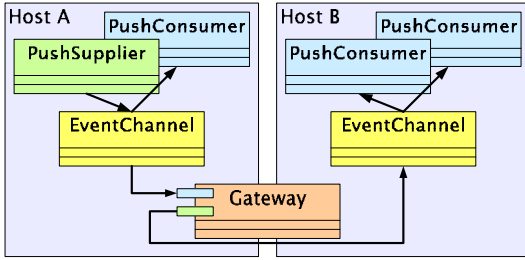 Host A
PushConsumer
PushSupplier
EventChannel
Host B
PushConsumer
PushConsumer
EventChannel
Gateway